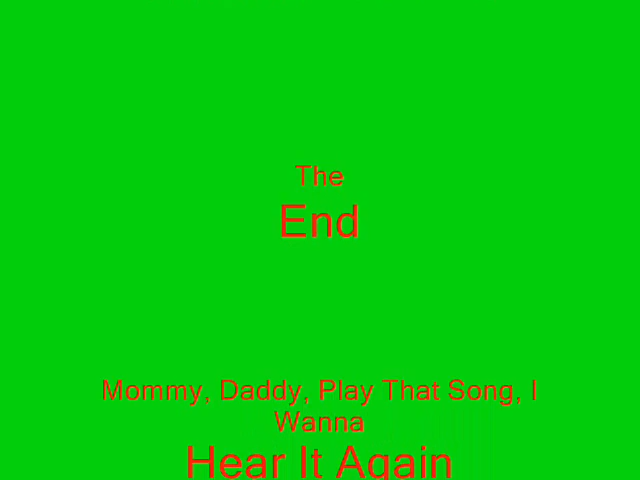 The
End
Mommy, Daddy, Play That Song, I
Wanna
Hear It Again